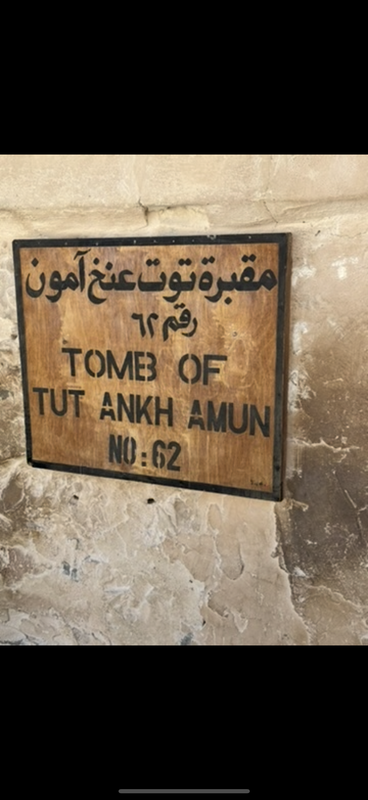 مقبرة توت عنخ آمون
رقم ٦٢
TOMB OF
TUT ANKH AMUN
NO:62